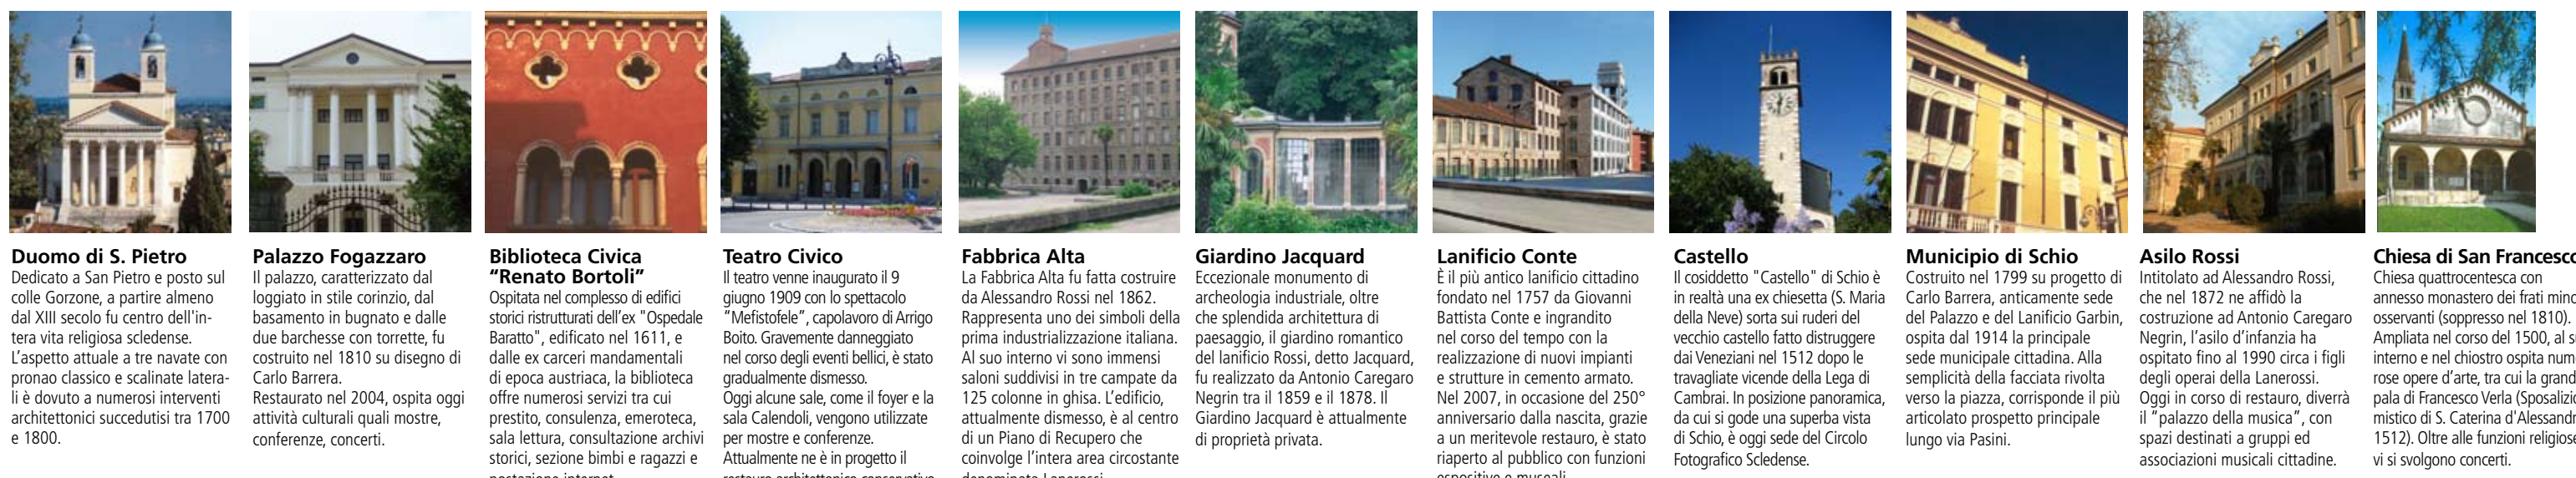 Duomo di S. Pietro
Dedicato a San Pietro e posto sul
colle Gorzone, a partire almeno
dal XIII secolo fu centro dell'in-
tera vita religiosa scledense.
L'aspetto attuale a tre navate con
pronao classico e scalinate latera-
li è dovuto a numerosi interventi
architettonici succedutisi tra 1700
e 1800.
Palazzo Fogazzaro
Il palazzo, caratterizzato dal
loggiato in stile corinzio, dal
basamento in bugnato e dalle
due barchesse con torrette, fu
costruito nel 1810 su disegno di
Carlo Barrera.
Restaurato nel 2004, ospita oggi
attività culturali quali mostre,
conferenze, concerti.
Biblioteca Civica
“Renato Bortoli”
Ospitata nel complesso di edifici
storici ristrutturati dell’ex "Ospedale
Baratto", edificato nel 1611, e
dalle ex carceri mandamentali
di epoca austriaca, la biblioteca
offre numerosi servizi tra cui
prestito, consulenza, emeroteca,
sala lettura, consultazione archivi
storici, sezione bimbi e ragazzi e
postazione internet.
Teatro Civico
Il teatro venne inaugurato il 9
giugno 1909 con lo spettacolo
“Mefistofele”, capolavoro di Arrigo
Boito. Gravemente danneggiato
nel corso degli eventi bellici, è stato
gradualmente dismesso.
Oggi alcune sale, come il foyer e la
sala Calendoli, vengono utilizzate
per mostre e conferenze.
Attualmente ne è in progetto il
restauro architettonico conservativo
Fabbrica Alta
La Fabbrica Alta fu fatta costruire
da Alessandro Rossi nel 1862.
Rappresenta uno dei simboli della
prima industrializzazione italiana.
Al suo interno vi sono immensi
saloni suddivisi in tre campate da
125 colonne in ghisa. L’edificio,
attualmente dismesso, è al centro
di un Piano di Recupero che
coinvolge l’intera area circostante
denominata Lanerossi.
Giardino Jacquard
Eccezionale monumento di
archeologia industriale, oltre
che splendida architettura di
paesaggio, il giardino romantico
del lanificio Rossi, detto Jacquard,
fu realizzato da Antonio Caregaro
Negrin tra il 1859 e il 1878. Il
Giardino Jacquard è attualmente
di proprietà privata.
Lanificio Conte
È il più antico lanificio cittadino
fondato nel 1757 da Giovanni
Battista Conte e ingrandito
nel corso del tempo con la
realizzazione di nuovi impianti
e strutture in cemento armato.
Nel 2007, in occasione del 250°
anniversario dalla nascita, grazie
a un meritevole restauro, è stato
riaperto al pubblico con funzioni
espositive e museali.
Castello
Il cosiddetto "Castello" di Schio è
in realtà una ex chiesetta (S. Maria
della Neve) sorta sui ruderi del
vecchio castello fatto distruggere
dai Veneziani nel 1512 dopo le
travagliate vicende della Lega di
Cambrai. In posizione panoramica,
da cui si gode una superba vista
di Schio, è oggi sede del Circolo
Fotografico Scledense.
Municipio di Schio
Costruito nel 1799 su progetto di
Carlo Barrera, anticamente sede
del Palazzo e del Lanificio Garbin,
ospita dal 1914 la principale
sede municipale cittadina. Alla
semplicità della facciata rivolta
verso la piazza, corrisponde il più
articolato prospetto principale
lungo via Pasini.
Asilo Rossi
Intitolato ad Alessandro Rossi,
che nel 1872 ne affidò la
costruzione ad Antonio Caregaro
Negrin, l’asilo d’infanzia ha
ospitato fino al 1990 circa i figli
degli operai della Lanerossi.
Oggi in corso di restauro, diverrà
il “palazzo della musica”, con
spazi destinati a gruppi ed
associazioni musicali cittadine.
Chiesa di San Francesco
Chiesa quattrocentesca con
annesso monastero dei frati mino
osservanti (soppresso nel 1810).
Ampliata nel corso del 1500, al s
interno e nel chiostro ospita num
rose opere d’arte, tra cui la grand
pala di Francesco Verla (Sposalizio
mistico di S. Caterina d’Alessandr
1512). Oltre alle funzioni religiose
vi si svolgono concerti.